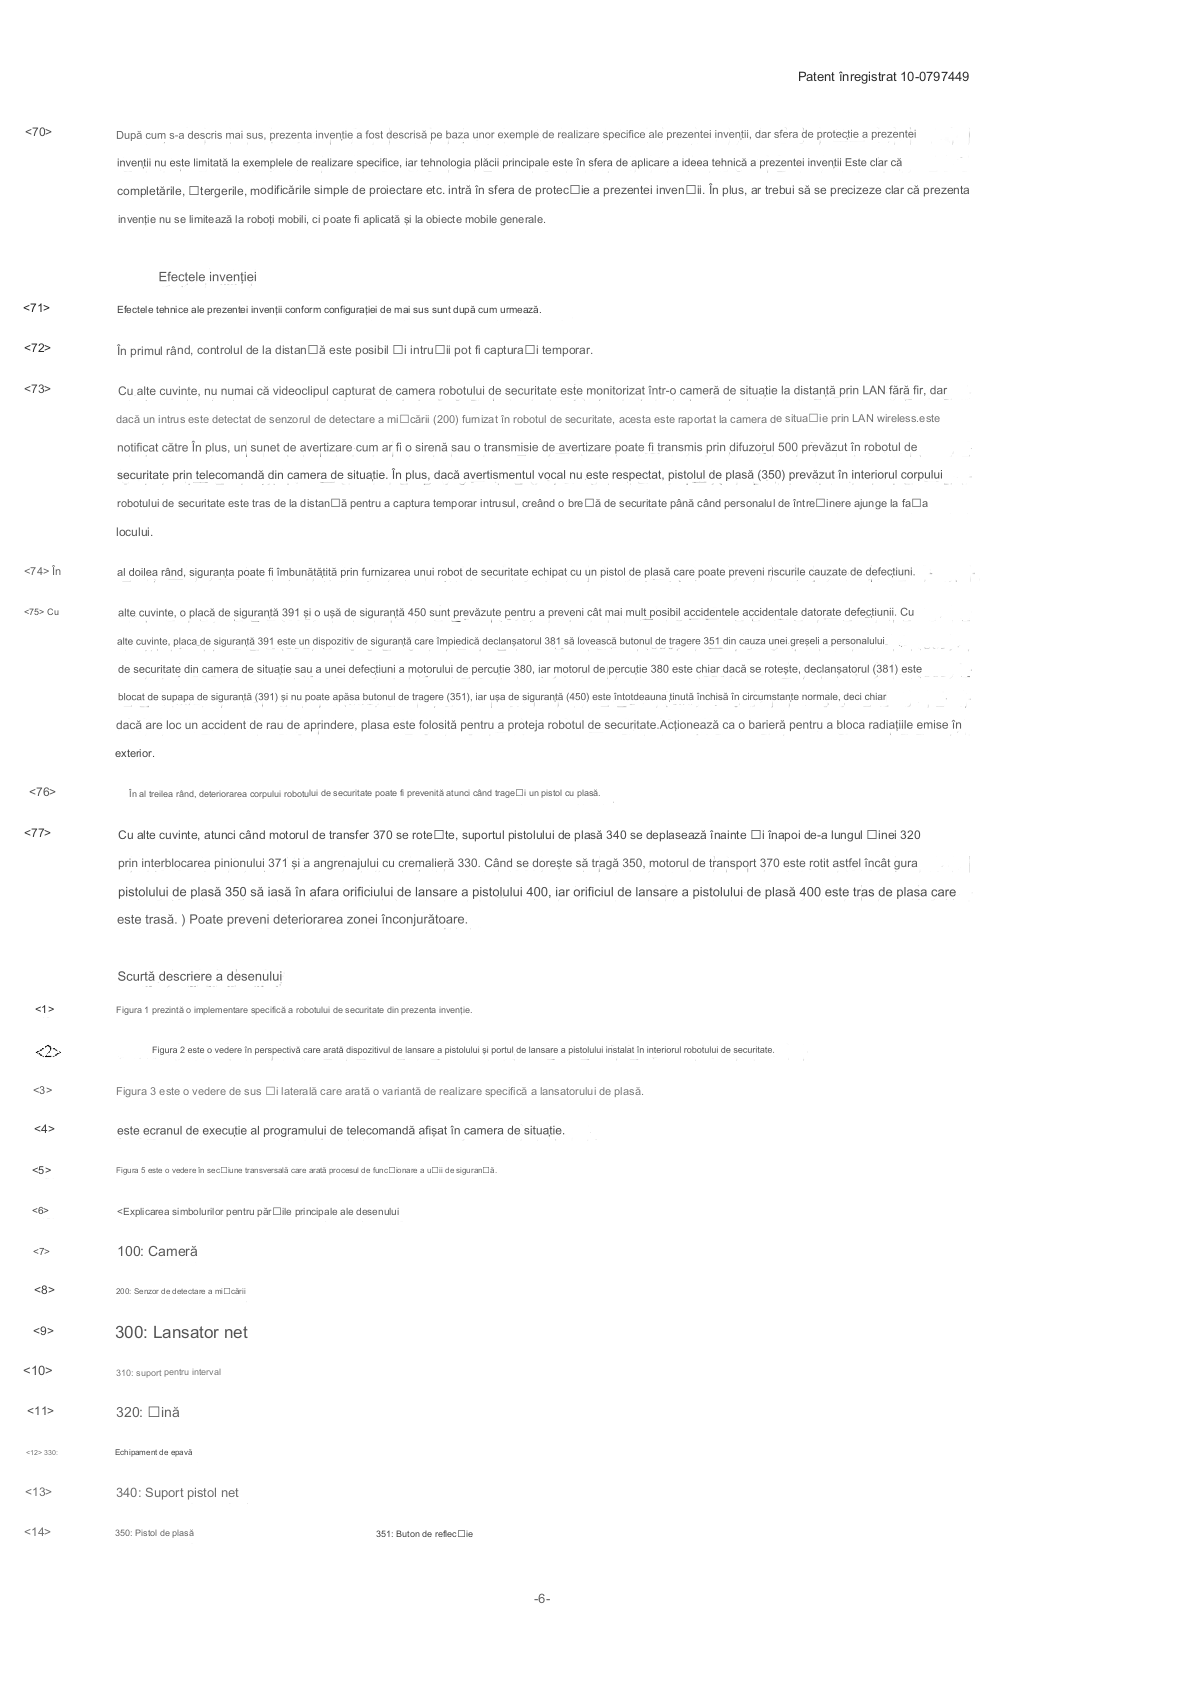 Patent înregistrat 10-0797449
<70> După cum s-a descris mai sus, prezenta invenție a fost descrisă pe baza unor exemple de realizare specifice ale prezentei invenții, dar sfera de protecție a prezentei
invenții nu este limitată la exemplele de realizare specifice, iar tehnologia plăcii principale este în sfera de aplicare a ideea tehnică a prezentei invenții Este clar că
completările, □tergerile, modificările simple de proiectare etc. intră în sfera de protec□ie a prezentei inven□ii. În plus, ar trebui să se precizeze clar că prezenta
invenție nu se limitează la roboți mobili, ci poate fi aplicată și la obiecte mobile generale.
Efectele invenției
<71> Efectele tehnice ale prezentei invenții conform configurației de mai sus sunt după cum urmează.
<72> În primul rând, controlul de la distan□ă este posibil □i intru□ii pot fi captura□i temporar.
<73> Cu alte cuvinte, nu numai că videoclipul capturat de camera robotului de securitate este monitorizat într-o cameră de situație la distanță prin LAN fără fir, dar
dacă un intrus este detectat de senzorul de detectare a mi□cării (200) furnizat în robotul de securitate, acesta este raportat la camera de situa□ie prin LAN wireless.este
notificat către În plus, un sunet de avertizare cum ar fi o sirenă sau o transmisie de avertizare poate fi transmis prin difuzorul 500 prevăzut în robotul de
securitate prin telecomandă din camera de situație. În plus, dacă avertismentul vocal nu este respectat, pistolul de plasă (350) prevăzut în interiorul corpului
robotului de securitate este tras de la distan□ă pentru a captura temporar intrusul, creând o bre□ă de securitate până când personalul de între□inere ajunge la fa□a
locului.
<74> În al doilea rând, siguranța poate fi îmbunătățită prin furnizarea unui robot de securitate echipat cu un pistol de plasă care poate preveni riscurile cauzate de defecțiuni.
<75> Cu alte cuvinte, o placă de siguranță 391 și o ușă de siguranță 450 sunt prevăzute pentru a preveni cât mai mult posibil accidentele accidentale datorate defecțiunii. Cu
alte cuvinte, placa de siguranță 391 este un dispozitiv de siguranță care împiedică declanșatorul 381 să lovească butonul de tragere 351 din cauza unei greșeli a personalului
de securitate din camera de situație sau a unei defecțiuni a motorului de percuție 380, iar motorul de percuție 380 este chiar dacă se rotește, declanșatorul (381) este
blocat de supapa de siguranță (391) și nu poate apăsa butonul de tragere (351), iar ușa de siguranță (450) este întotdeauna ținută închisă în circumstanțe normale, deci chiar
dacă are loc un accident de rau de aprindere, plasa este folosită pentru a proteja robotul de securitate.Acționează ca o barieră pentru a bloca radiațiile emise în
exterior.
<76> În al treilea rând, deteriorarea corpului robotului de securitate poate fi prevenită atunci când trage□i un pistol cu plasă.
<77> Cu alte cuvinte, atunci când motorul de transfer 370 se rote□te, suportul pistolului de plasă 340 se deplasează înainte □i înapoi de-a lungul □inei 320
prin interblocarea pinionului 371 și a angrenajului cu cremalieră 330. Când se dorește să tragă 350, motorul de transport 370 este rotit astfel încât gura
pistolului de plasă 350 să iasă în afara orificiului de lansare a pistolului 400, iar orificiul de lansare a pistolului de plasă 400 este tras de plasa care
este trasă. ) Poate preveni deteriorarea zonei înconjurătoare.
Scurtă descriere a desenului
<1> Figura 1 prezintă o implementare specifică a robotului de securitate din prezenta invenție.
<2> Figura 2 este o vedere în perspectivă care arată dispozitivul de lansare a pistolului și portul de lansare a pistolului instalat în interiorul robotului de securitate.
<3> Figura 3 este o vedere de sus □i laterală care arată o variantă de realizare specifică a lansatorului de plasă.
<4> este ecranul de execuție al programului de telecomandă afișat în camera de situație.
<5> Figura 5 este o vedere în sec□iune transversală care arată procesul de func□ionare a u□ii de siguran□ă.
<6> <Explicarea simbolurilor pentru păr□ile principale ale desenului
<7> 100: Cameră
<8> 200: Senzor de detectare a mi□cării
<9> 300: Lansator net
<10> 310: suport pentru interval
<11> 320: □ină
<12> 330: Echipament de epavă
<13> 340: Suport pistol net
<14> 350: Pistol de plasă 351: Buton de reflec□ie
-6-